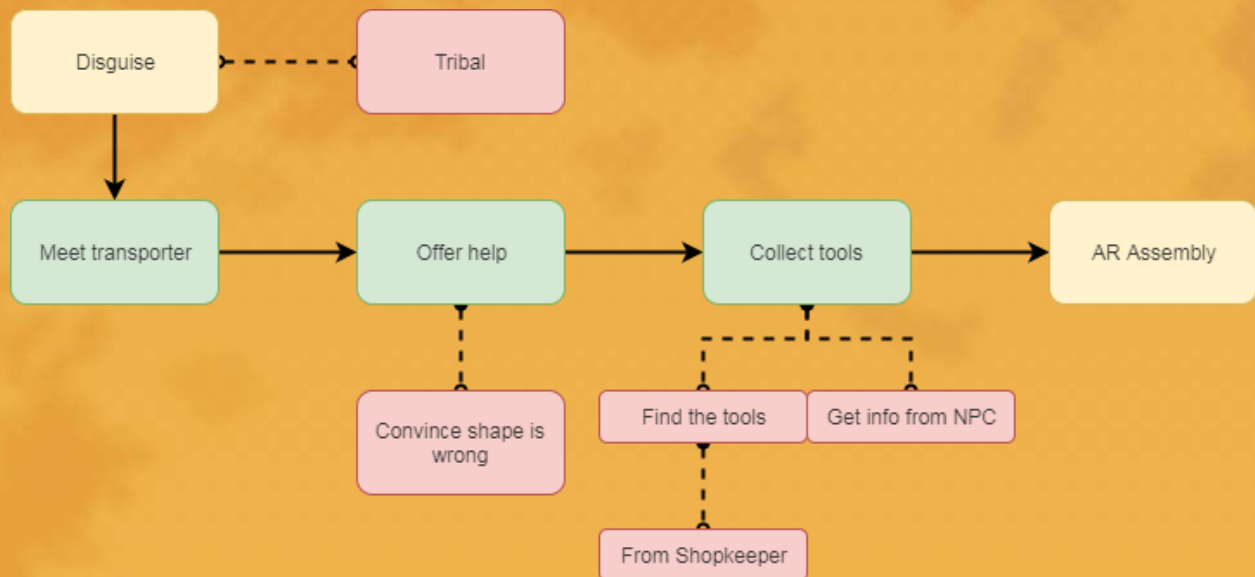 Disguise
Tribal
Meet transporter
Offer help
Collect tools
AR Assembly
Convince shape is
wrong
Find the tools
Get info from NPC
From Shopkeeper